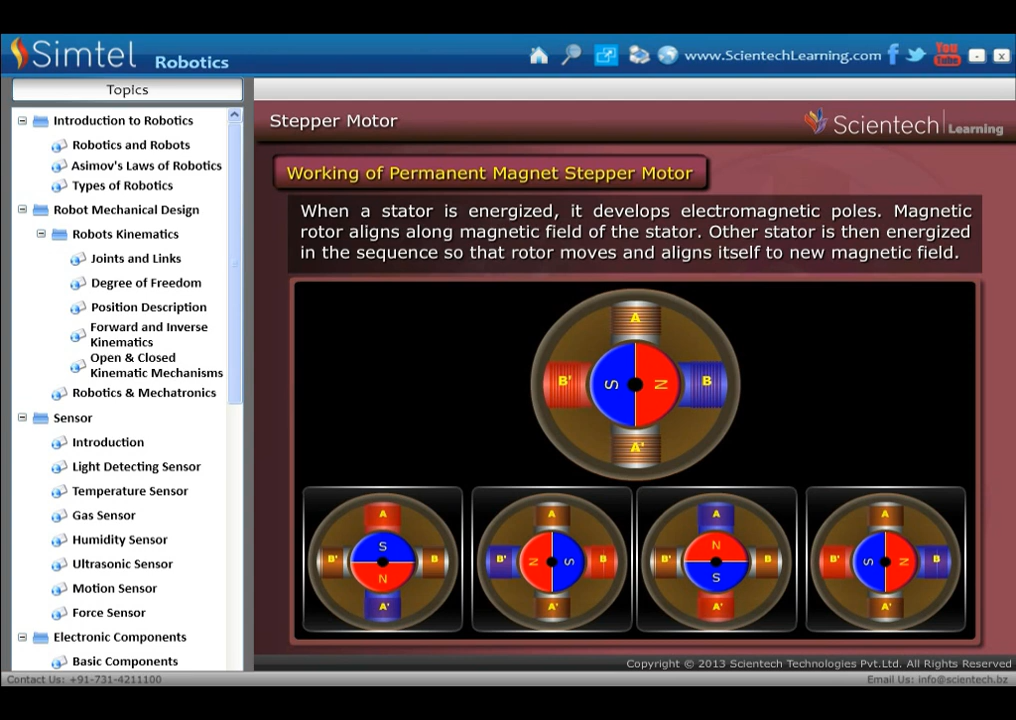 Simtel Robotics
www.ScientechLearning.com
You
Tube
Topics
Introduction to Robotics
Robotics and Robots
Asimov's Laws of Robotics
Types of Robotics
Robot Mechanical Design
Robots Kinematics
Joints and Links
Degree of Freedom
Position Description
Forward and Inverse
Kinematics
Open & Closed
Kinematic Mechanisms
Robotics & Mechatronics
Sensor
Introduction
Light Detecting Sensor
Temperature Sensor
Gas Sensor
Humidity Sensor
Ultrasonic Sensor
Motion Sensor
Force Sensor
Electronic Components
Basic Components
Stepper Motor
Scientech Learning
Working of Permanent Magnet Stepper Motor
When a stator is energized, it develops electromagnetic poles. Magnetic
rotor aligns along magnetic field of the stator. Other stator is then energized
in the sequence so that rotor moves and aligns itself to new magnetic field.
A
B' S N B
A'
A
S
B' B
N
A'
A
B' N S B
A'
A
N
B' B
S
A'
A
B' S N B
A'
Copyright © 2013 Scientech Technologies Pvt.Ltd. All Rights Reserved
Contact Us: +91-731-4211100
Email Us: info@scientech.bz